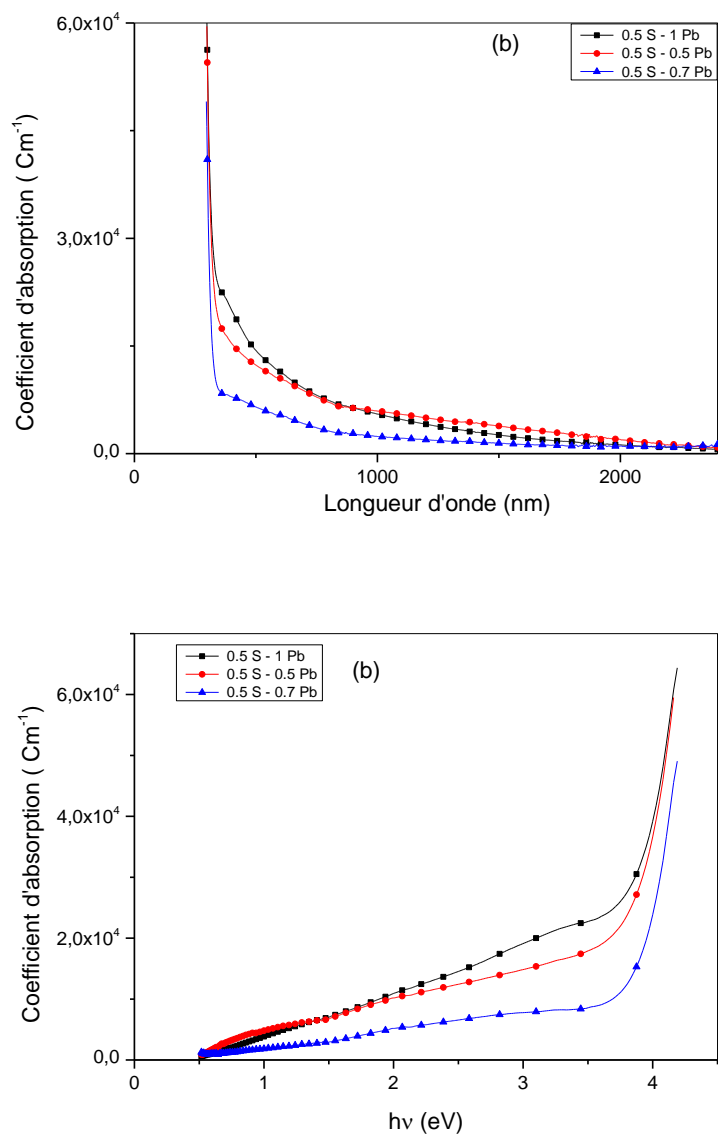 6,0x10⁴
(b)
0.5 S - 1 Pb
0.5 S - 0.5 Pb
0.5 S - 0.7 Pb
Coefficient d'absorption ( Cm⁻¹)
3,0x10⁴
0,0
0
1000
2000
Longueur d'onde (nm)
0.5 S - 1 Pb
0.5 S - 0.5 Pb
0.5 S - 0.7 Pb
(b)
6,0x10⁴
Coefficient d'absorption ( Cm⁻¹)
4,0x10⁴
2,0x10⁴
0,0
0
1
2
3
4
hν (eV)